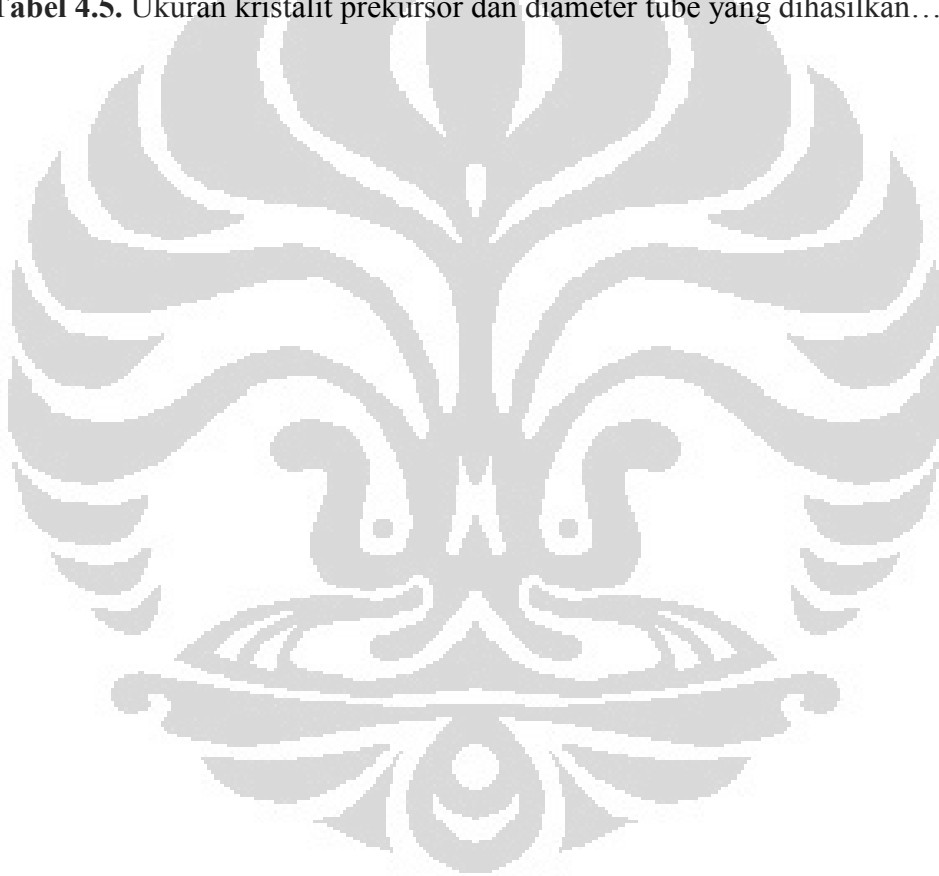 Tabel 4.5. Ukuran kristalit prekursor dan diameter tube yang dihasilkan…